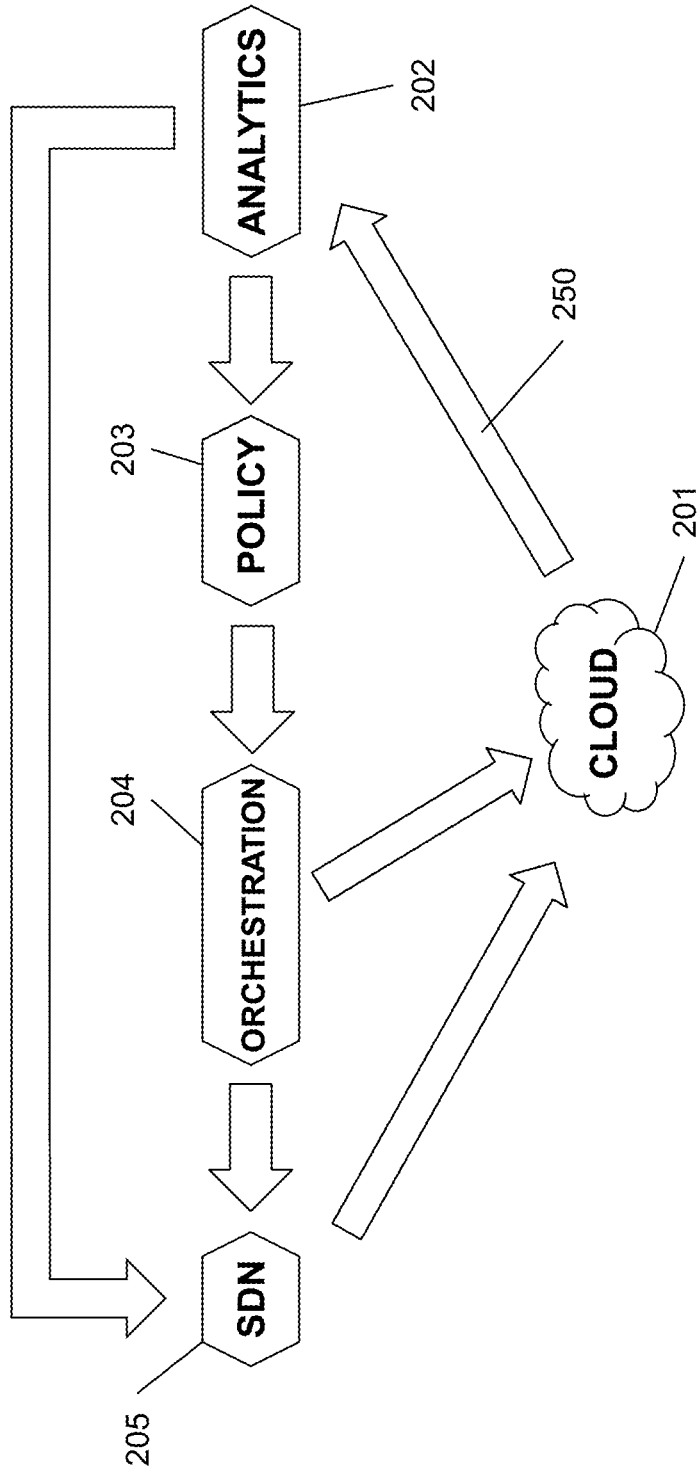 205
204
203
SDN
ORCHESTRATION
POLICY
ANALYTICS
202
250
CLOUD
201